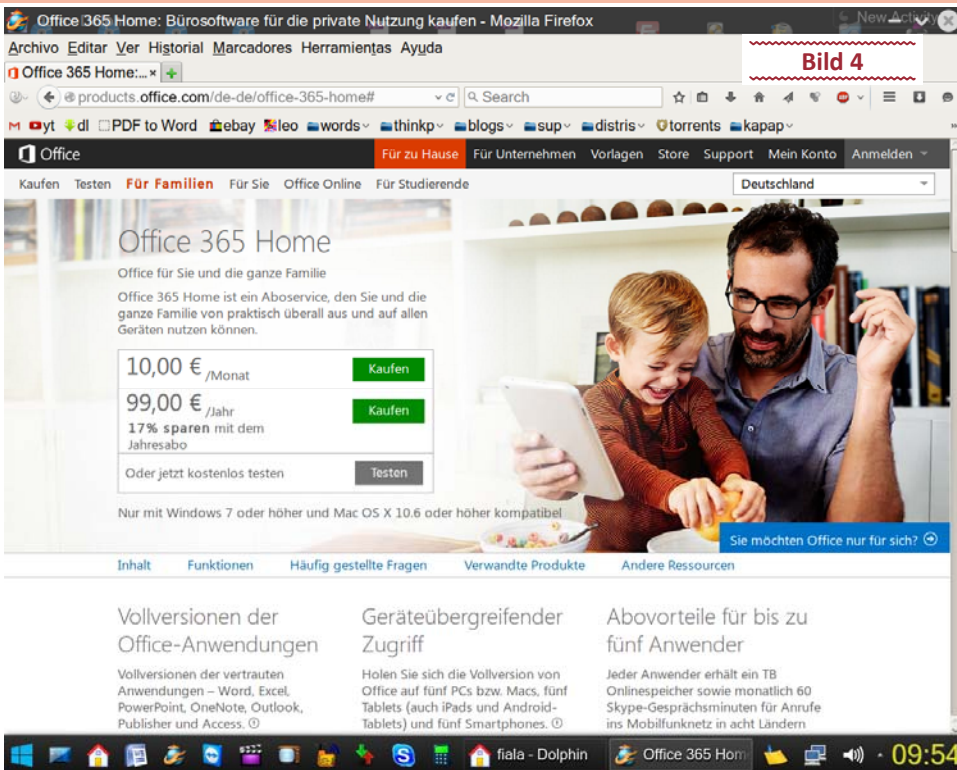 Office 365 Home: Bürosoftware für die private Nutzung kaufen - Mozilla Firefox
New Activity
Archivo Editar Ver Historial Marcadores Herramientas Ayuda
Bild 4
Office 365 Home:...
products.office.com/de-de/office-365-home#
Search
yt dl PDF to Word ebay leo words thinkp blogs sup distris torrents kapap
Office
Für zu Hause Für Unternehmen Vorlagen Store Support Mein Konto Anmelden
Kaufen Testen Für Familien Für Sie Office Online Für Studierende
Deutschland
Office 365 Home
Office für Sie und die ganze Familie
Office 365 Home ist ein Aboservice, den Sie und die
ganze Familie von praktisch überall aus und auf allen
Geräten nutzen können.
10,00 € /Monat Kaufen
99,00 € /Jahr Kaufen
17% sparen mit dem
Jahresabo
Oder jetzt kostenlos testen Testen
Nur mit Windows 7 oder höher und Mac OS X 10.6 oder höher kompatibel
Sie möchten Office nur für sich?
Inhalt Funktionen Häufig gestellte Fragen Verwandte Produkte Andere Ressourcen
Vollversionen der
Office-Anwendungen
Vollversionen der vertrauten
Anwendungen – Word, Excel,
PowerPoint, OneNote, Outlook,
Publisher und Access.
Geräteübergreifender
Zugriff
Holen Sie sich die Vollversion von
Office auf fünf PCs bzw. Macs, fünf
Tablets (auch iPads und Android-
Tablets) und fünf Smartphones.
Abovorteile für bis zu
fünf Anwender
Jeder Anwender erhält ein TB
Onlinespeicher sowie monatlich 60
Skype-Gesprächsminuten für Anrufe
ins Mobilfunknetz in acht Ländern
fiala - Dolphin
Office 365 Hom
09:54